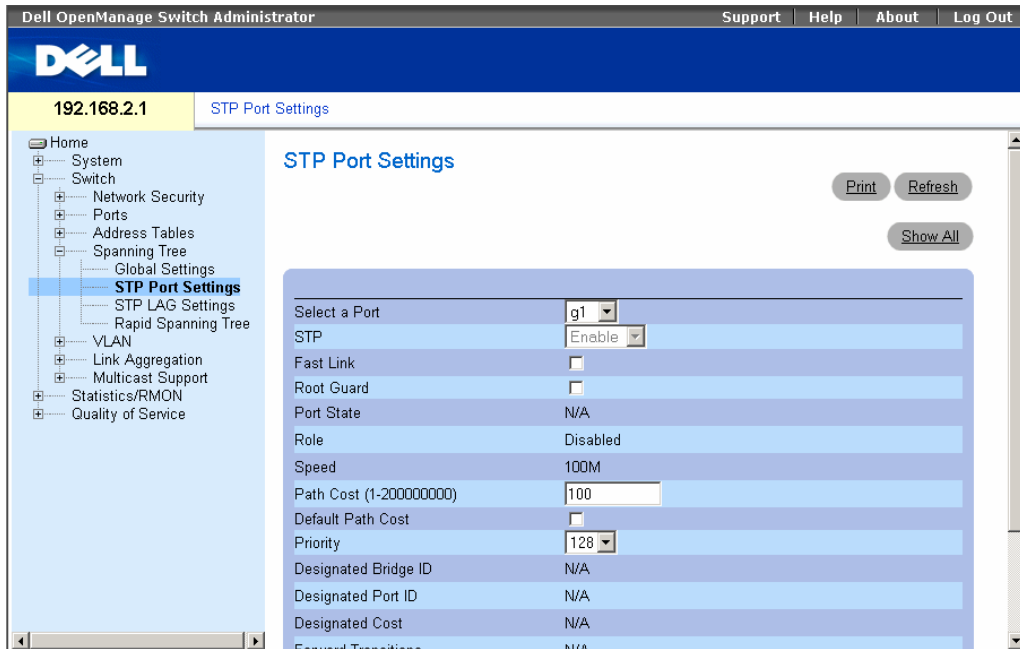 Dell OpenManage Switch Administrator Support Help About Log Out
DELL
192.168.2.1 STP Port Settings
Home
System
Switch
Network Security
Ports
Address Tables
Spanning Tree
Global Settings
STP Port Settings
STP LAG Settings
Rapid Spanning Tree
VLAN
Link Aggregation
Multicast Support
Statistics/RMON
Quality of Service
STP Port Settings
Print Refresh
Show All
Select a Port g1
STP Enable
Fast Link
Root Guard
Port State N/A
Role Disabled
Speed 100M
Path Cost (1-200000000) 100
Default Path Cost
Priority 128
Designated Bridge ID N/A
Designated Port ID N/A
Designated Cost N/A
Forward Transitions N/A